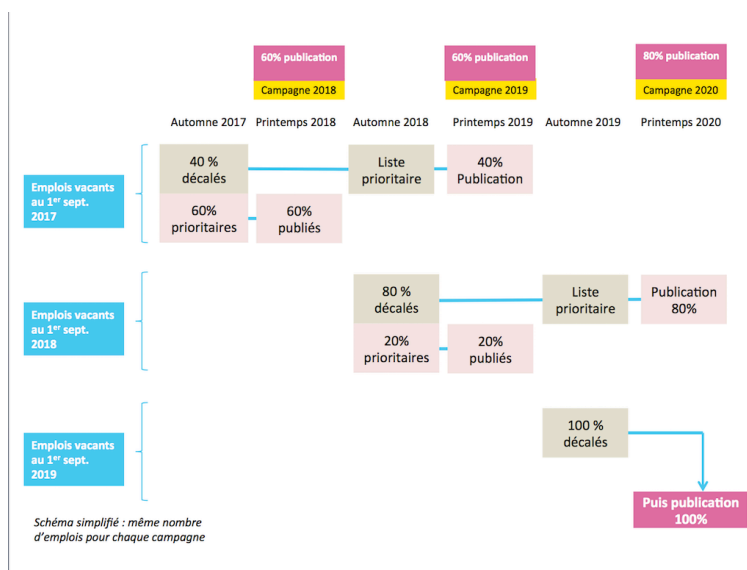 60% publication
60% publication
80% publication
Campagne 2018
Campagne 2019
Campagne 2020
Automne 2017
Printemps 2018
Automne 2018
Printemps 2019
Automne 2019
Printemps 2020
Emplois vacants
au 1er sept.
2017
40 %
décalés
Liste
prioritaire
40%
Publication
60%
prioritaires
60%
publiés
Emplois vacants
au 1er sept.
2018
80 %
décalés
Liste
prioritaire
Publication
80%
20%
prioritaires
20%
publiés
Emplois vacants
au 1er sept.
2019
100 %
décalés
Puis publication
100%
Schéma simplifié : même nombre
d’emplois pour chaque campagne